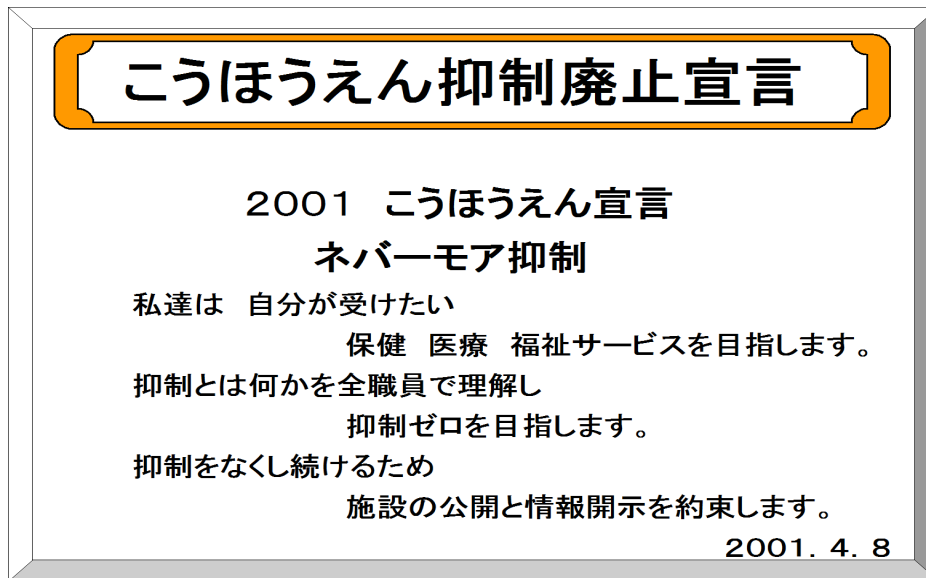 こうほうえん抑制廃止宣言
２００１　こうほうえん宣言
ネバーモア抑制
私達は　自分が受けたい
保健　医療　福祉サービスを目指します。
抑制とは何かを全職員で理解し
抑制ゼロを目指します。
抑制をなくし続けるため
施設の公開と情報開示を約束します。
２００１．４．８